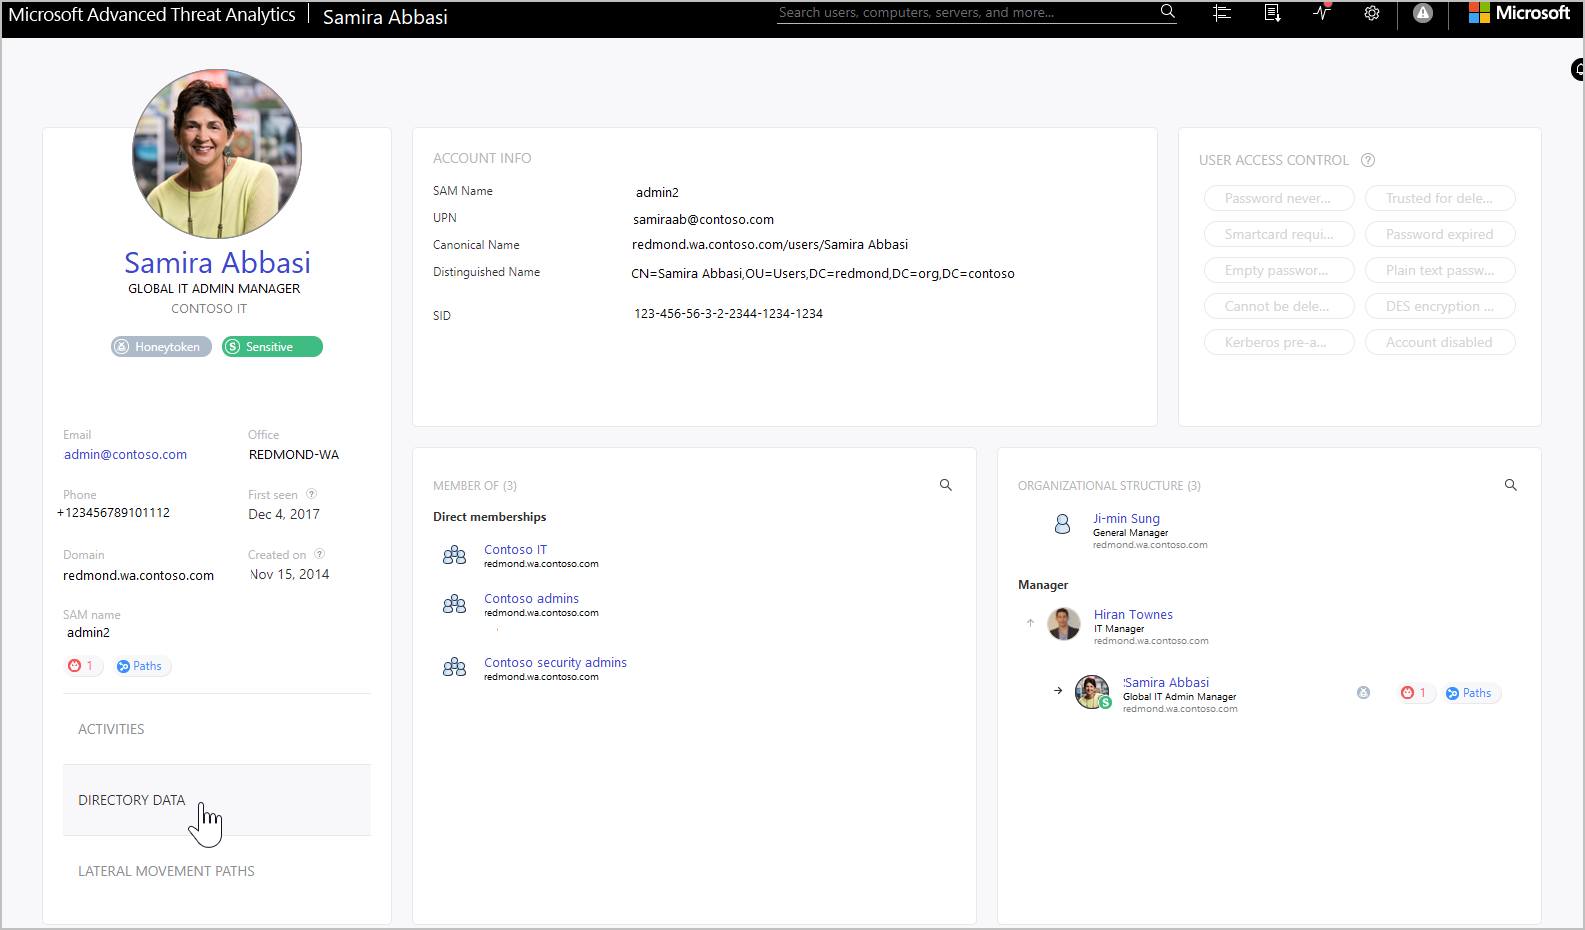 Microsoft Advanced Threat Analytics
Samira Abbasi
Search users, computers, servers, and more...
Microsoft
Samira Abbasi
GLOBAL IT ADMIN MANAGER
CONTOSO IT
Honeytoken
S Sensitive
Email
admin@contoso.com
Office
REDMOND-WA
Phone
+123456789101112
First seen ?
Dec 4, 2017
Domain
redmond.wa.contoso.com
Created on ?
Nov 15, 2014
SAM name
admin2
1
Paths
ACTIVITIES
DIRECTORY DATA
LATERAL MOVEMENT PATHS
ACCOUNT INFO
SAM Name admin2
UPN samiraab@contoso.com
Canonical Name redmond.wa.contoso.com/users/Samira Abbasi
Distinguished Name CN=Samira Abbasi,OU=Users,DC=redmond,DC=org,DC=contoso
SID 123-456-56-3-2-2344-1234-1234
USER ACCESS CONTROL ?
Password never... Trusted for dele...
Smartcard requi... Password expired
Empty passwor... Plain text passw...
Cannot be dele... DES encryption ...
Kerberos pre-a... Account disabled
MEMBER OF (3)
Direct memberships
Contoso IT
redmond.wa.contoso.com
Contoso admins
redmond.wa.contoso.com
Contoso security admins
redmond.wa.contoso.com
ORGANIZATIONAL STRUCTURE (3)
Ji-min Sung
General Manager
redmond.wa.contoso.com
Manager
Hiran Townes
IT Manager
redmond.wa.contoso.com
Samira Abbasi
Global IT Admin Manager
redmond.wa.contoso.com
S
1
Paths